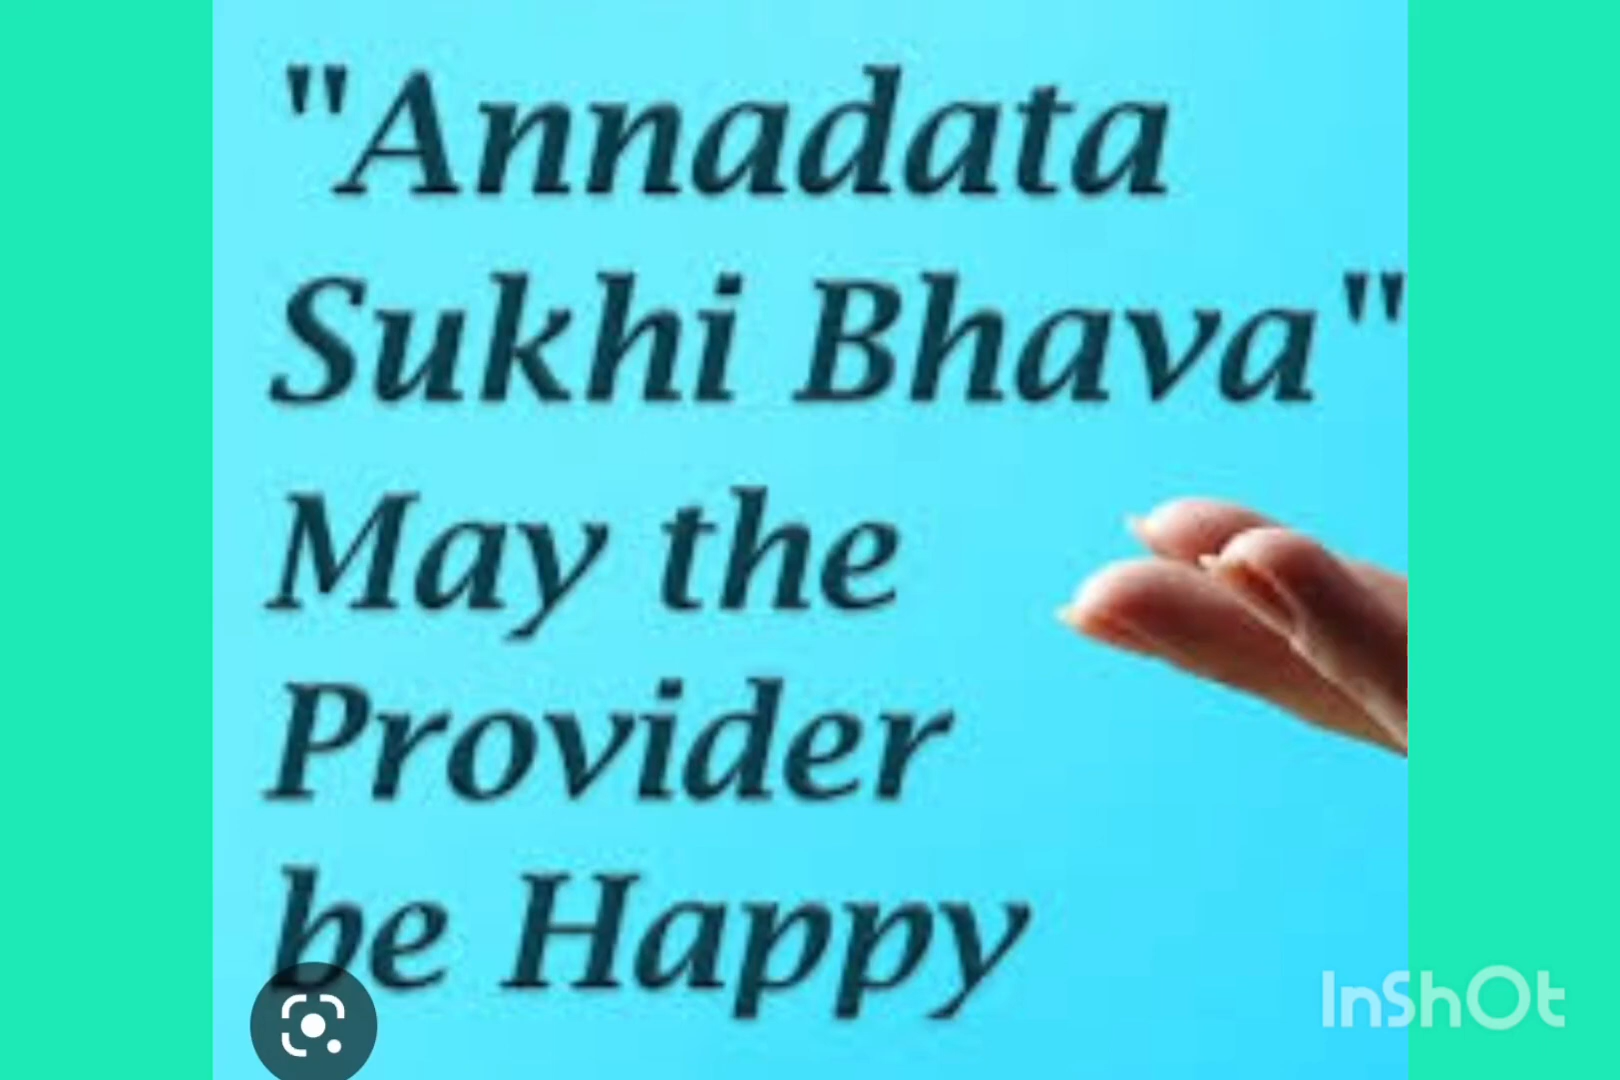 "Annadata
Sukhi Bhava"
May the
Provider
be Happy
InShOt